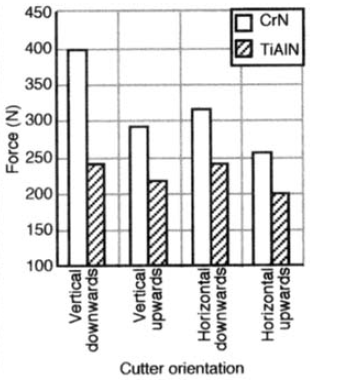 450
400
350
300
250
200
150
100
Force (N)
CrN
TiAlN
Vertical
downwards
Vertical
upwards
Horizontal
downwards
Horizontal
upwards
Cutter orientation